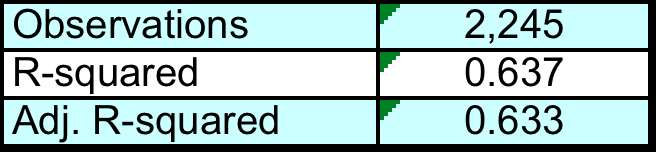 Observations 2,245
R-squared 0.637
Adj. R-squared 0.633